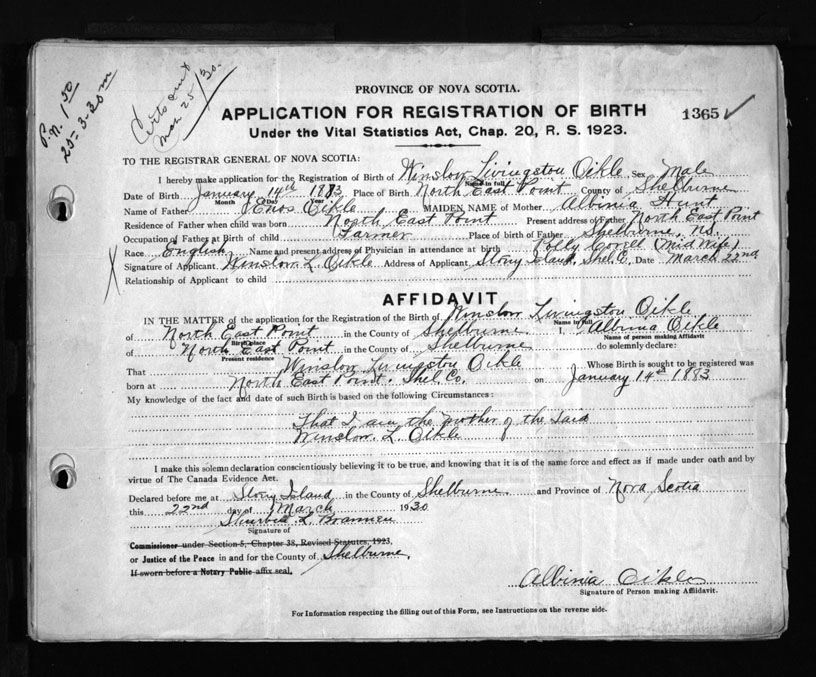 P.N. 1 50
25-3-30 m
Mar 25/30.
PROVINCE OF NOVA SCOTIA.
APPLICATION FOR REGISTRATION OF BIRTH
1365 ✓
Under the Vital Statistics Act, Chap. 20, R. S. 1923.
TO THE REGISTRAR GENERAL OF NOVA SCOTIA:
I hereby make application for the Registration of Birth of Winslow Livingston Oikle Sex Male
Name in full
Date of Birth January 14th 1883 Place of Birth North East Point County of Shelburne
Month Day Year
Name of Father Enos Oikle MAIDEN NAME of Mother Albinia Hunt
Residence of Father when child was born North East Point Present address of Father North East Point
Occupation of Father at Birth of child Farmer Place of Birth of Father Shelburne, NS.
Race English Name and present address of Physician in attendance at birth Polly (Mid Wife)
Signature of Applicant Winslow L. Oikle Address of Applicant Stony Island, Shel. C. Date March 22nd
X Relationship of Applicant to child
AFFIDAVIT
IN THE MATTER of the application for the Registration of the Birth of Winslow Livingston Oikle
Name in full
of North East Point in the County of Shelburne. I, Albinia Oikle
Birthplace Name of person making Affidavit
of North East Point in the County of Shelburne do solemnly declare:
Present residence
That Winslow Livingston Oikle Whose Birth is sought to be registered was
born at North East Point. Shel. Co. on January 14th 1883
My knowledge of the fact and date of such Birth is based on the following Circumstances:
That I am the mother of the said
Winslow. L. Oikle
I make this solemn declaration conscientiously believing it to be true, and knowing that it is of the same force and effect as if made under oath and by
virtue of The Canada Evidence Act.
Declared before me at Stony Island in the County of Shelburne. and Province of Nova Scotia
this 22nd day of March 1930
L. Brannen
Signature of
Commissioner under Section 5, Chapter 38, Revised Statutes, 1923,
or Justice of the Peace in and for the County of Shelburne.
If sworn before a Notary Public affix seal.
Albinia Oikle
Signature of Person making Affidavit.
For Information respecting the filling out of this Form, see Instructions on the reverse side.